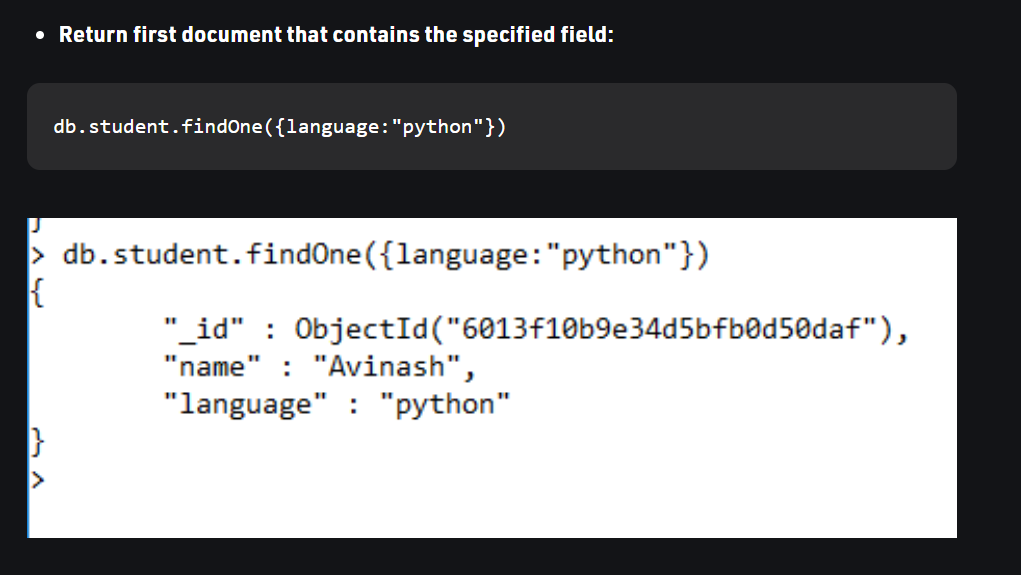 • Return first document that contains the specified field:
db.student.findOne({language:"python"})
}
> db.student.findOne({language:"python"})
{
"_id" : ObjectId("6013f10b9e34d5bfb0d50daf"),
"name" : "Avinash",
"language" : "python"
}
>